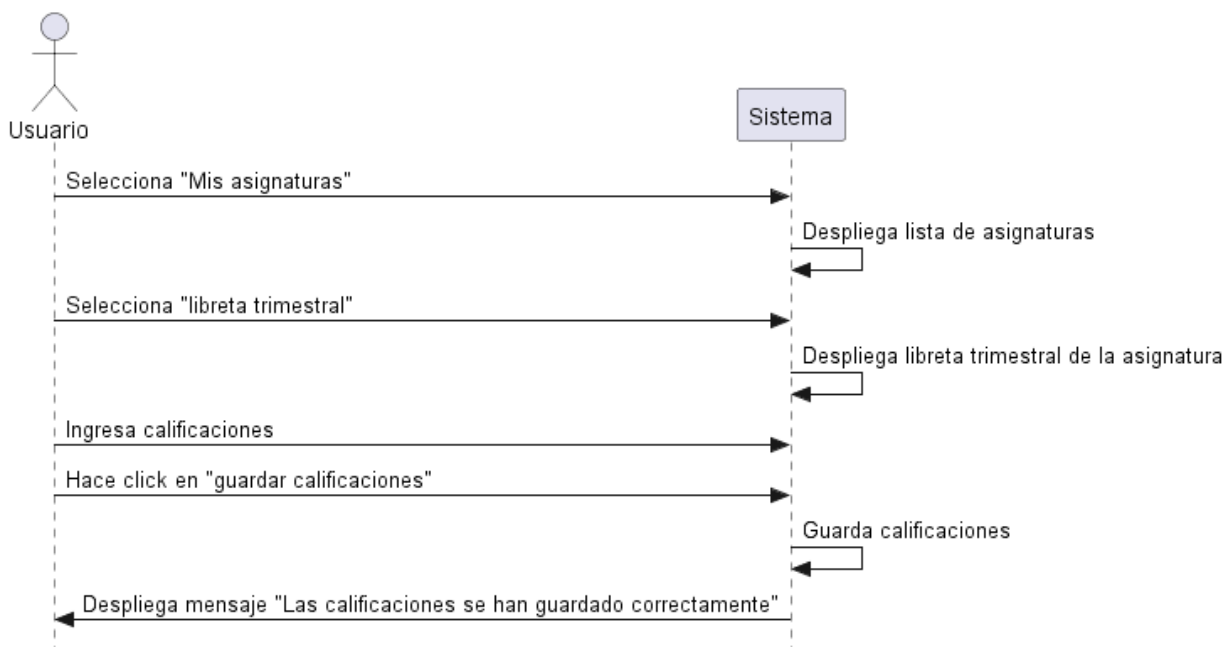 Usuario
Sistema
Selecciona "Mis asignaturas"
Despliega lista de asignaturas
Selecciona "libreta trimestral"
Despliega libreta trimestral de la asignatura
Ingresa calificaciones
Hace click en "guardar calificaciones"
Guarda calificaciones
Despliega mensaje "Las calificaciones se han guardado correctamente"